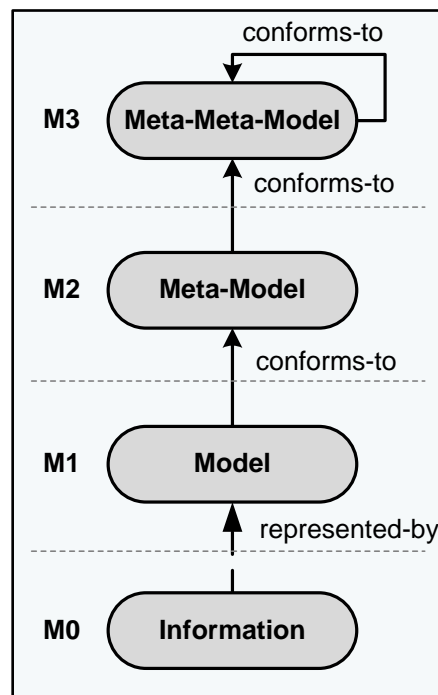 conforms-to
M3 Meta-Meta-Model
conforms-to
M2 Meta-Model
conforms-to
M1 Model
represented-by
M0 Information